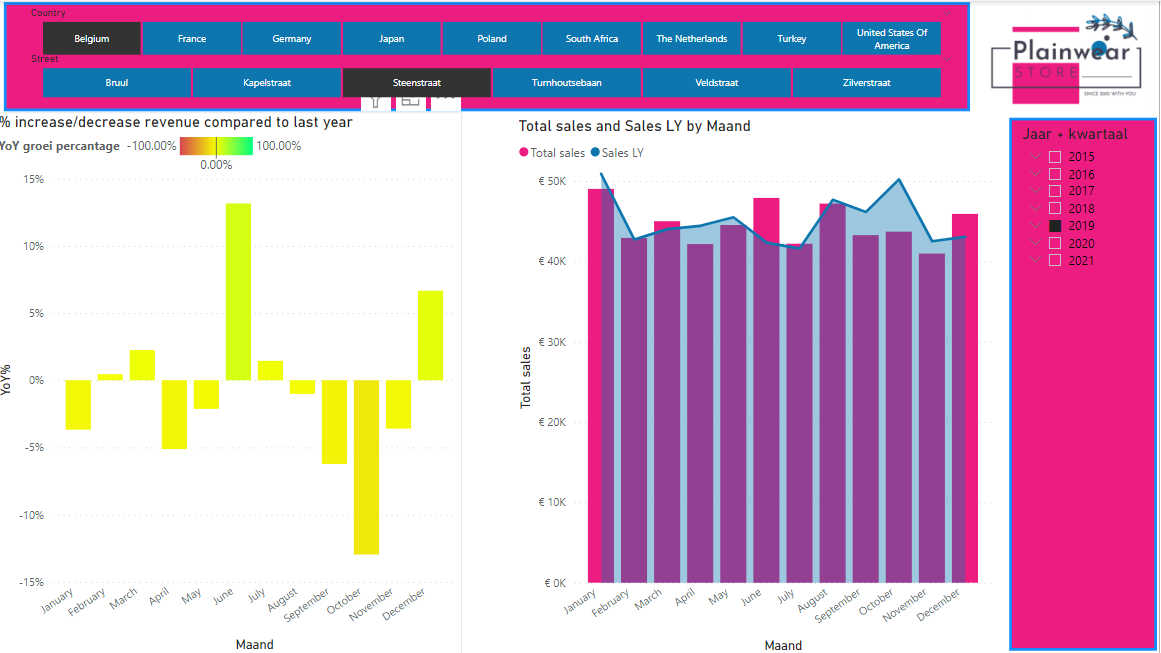 Country
Belgium
France
Germany
Japan
Poland
South Africa
The Netherlands
Turkey
United States Of
America
Street
Bruul
Kapelstraat
Steenstraat
Turnhoutsebaan
Veldstraat
Zilverstraat
Plainwear
STORE
SINCE 2010 WITH YOU
% increase/decrease revenue compared to last year
YoY groei percantage -100.00% 100.00%
0.00%
15%
10%
5%
0%
-5%
-10%
-15%
YoY%
January
February
March
April
May
June
July
August
September
October
November
December
Maand
Total sales and Sales LY by Maand
Total sales Sales LY
€ 50K
€ 40K
€ 30K
€ 20K
€ 10K
€ 0K
Total sales
January
February
March
April
May
June
July
August
September
October
November
December
Maand
Jaar + kwartaal
2015
2016
2017
2018
2019
2020
2021